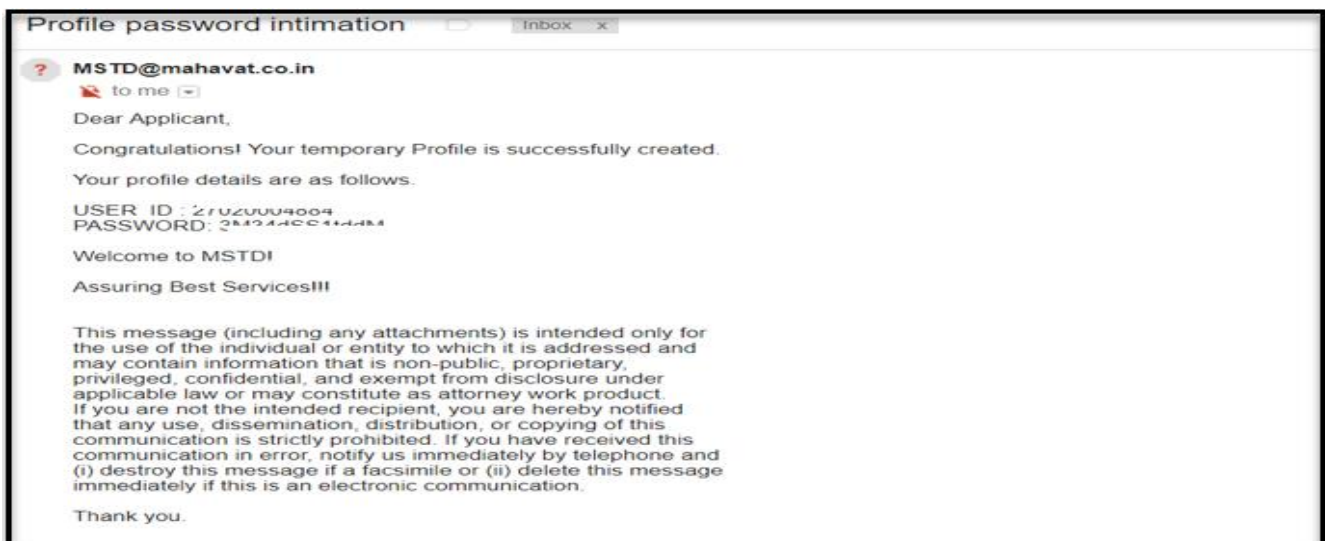 Profile password intimation
Inbox x
? MSTD@mahavat.co.in
to me
Dear Applicant,
Congratulations! Your temporary Profile is successfully created.
Your profile details are as follows.
USER ID :
PASSWORD:
Welcome to MSTD!
Assuring Best Services!!!
This message (including any attachments) is intended only for
the use of the individual or entity to which it is addressed and
may contain information that is non-public, proprietary,
privileged, confidential, and exempt from disclosure under
applicable law or may constitute as attorney work product.
If you are not the intended recipient, you are hereby notified
that any use, dissemination, distribution, or copying of this
communication is strictly prohibited. If you have received this
communication in error, notify us immediately by telephone and
(i) destroy this message if a facsimile or (ii) delete this message
immediately if this is an electronic communication.
Thank you.